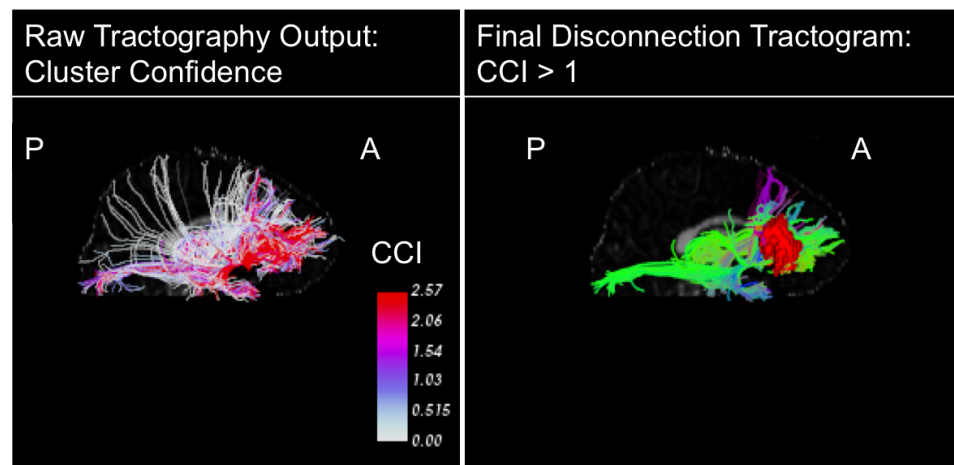 Raw Tractography Output:
Cluster Confidence
Final Disconnection Tractogram:
CCI > 1
P
A
P
A
CCI
2.57
2.06
1.54
1.03
0.515
0.00